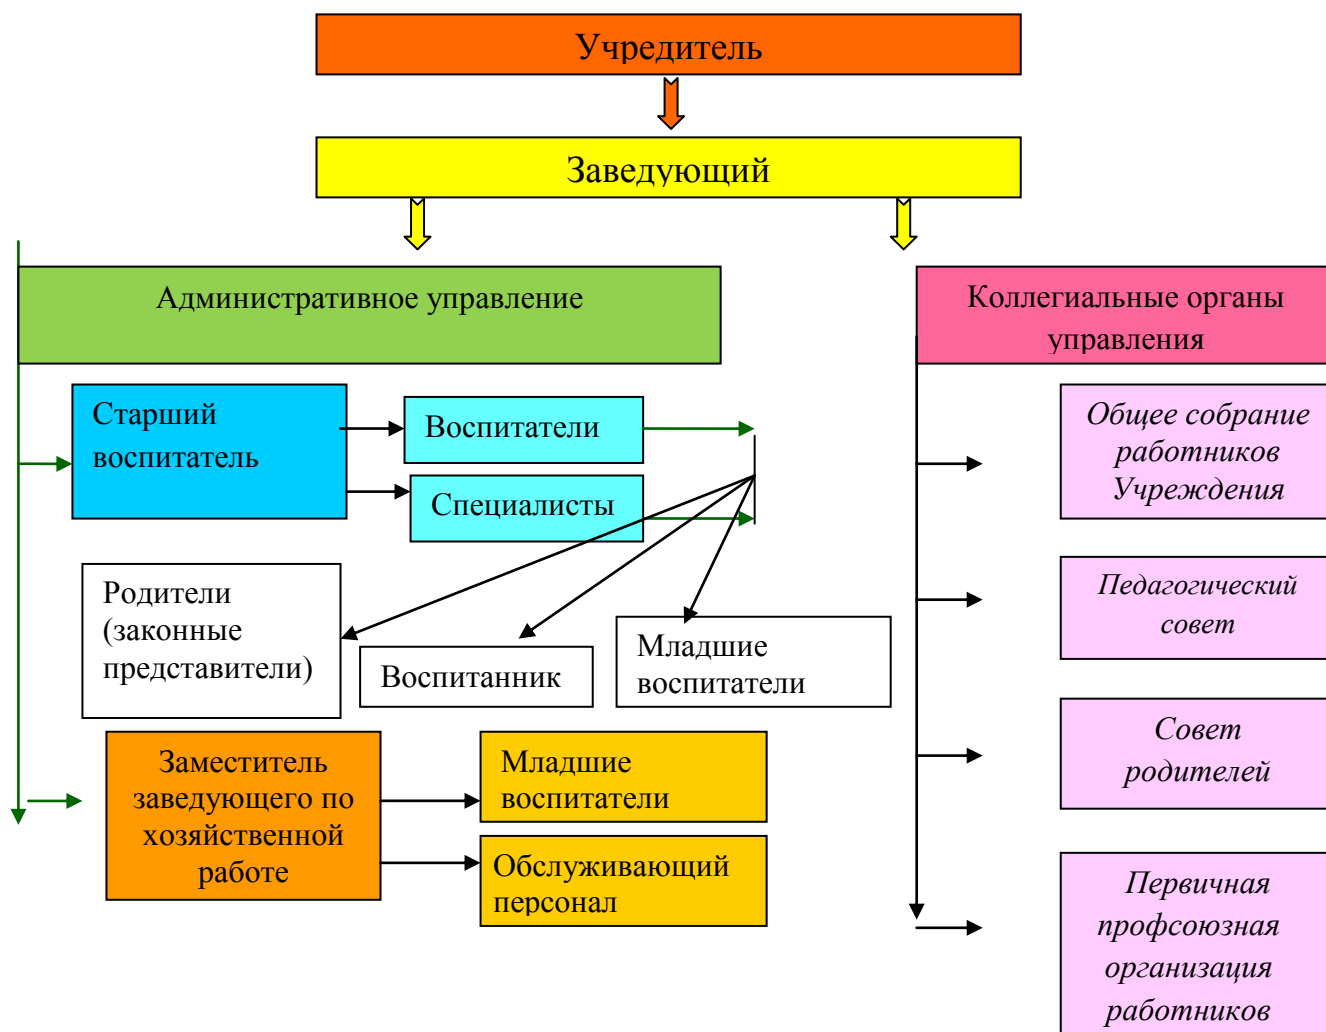 Учредитель
Заведующий
Административное управление
Коллегиальные органы
управления
Старший
воспитатель
Воспитатели
Специалисты
Родители
(законные
представители)
Воспитанник
Младшие
воспитатели
Заместитель
заведующего по
хозяйственной
работе
Младшие
воспитатели
Обслуживающий
персонал
Общее собрание
работников
Учреждения
Педагогический
совет
Совет
родителей
Первичная
профсоюзная
организация
работников